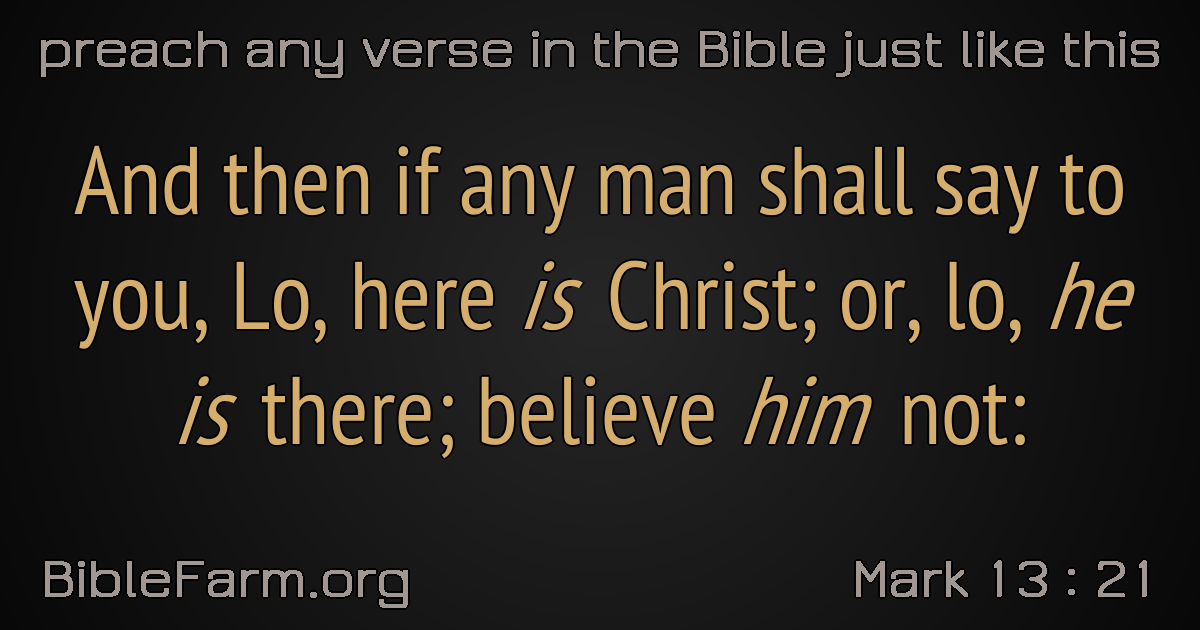 preach any verse in the Bible just like this
And then if any man shall say to
you, Lo, here is Christ; or, lo, he
is there; believe him not:
BibleFarm.org
Mark 13 : 21